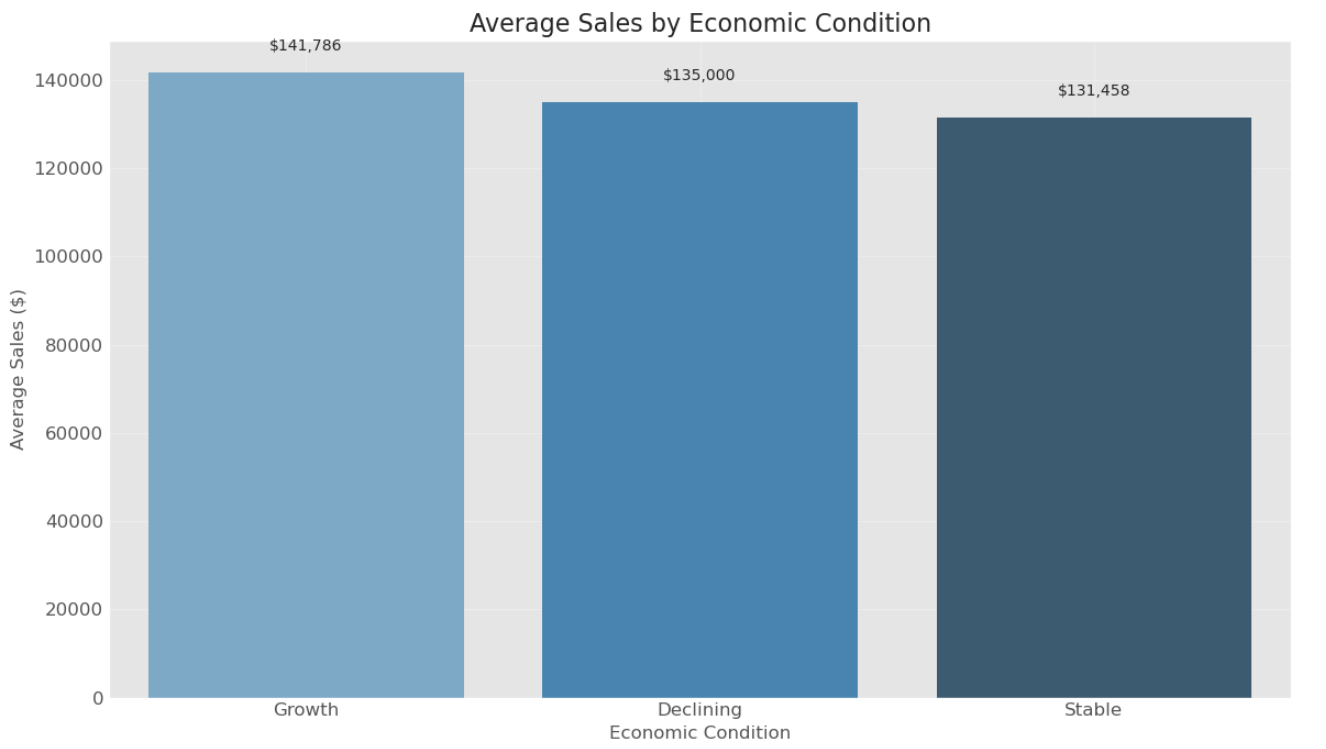 Average Sales by Economic Condition
$141,786
$135,000
$131,458
140000
120000
100000
80000
60000
40000
20000
0
Average Sales ($)
Growth
Declining
Stable
Economic Condition